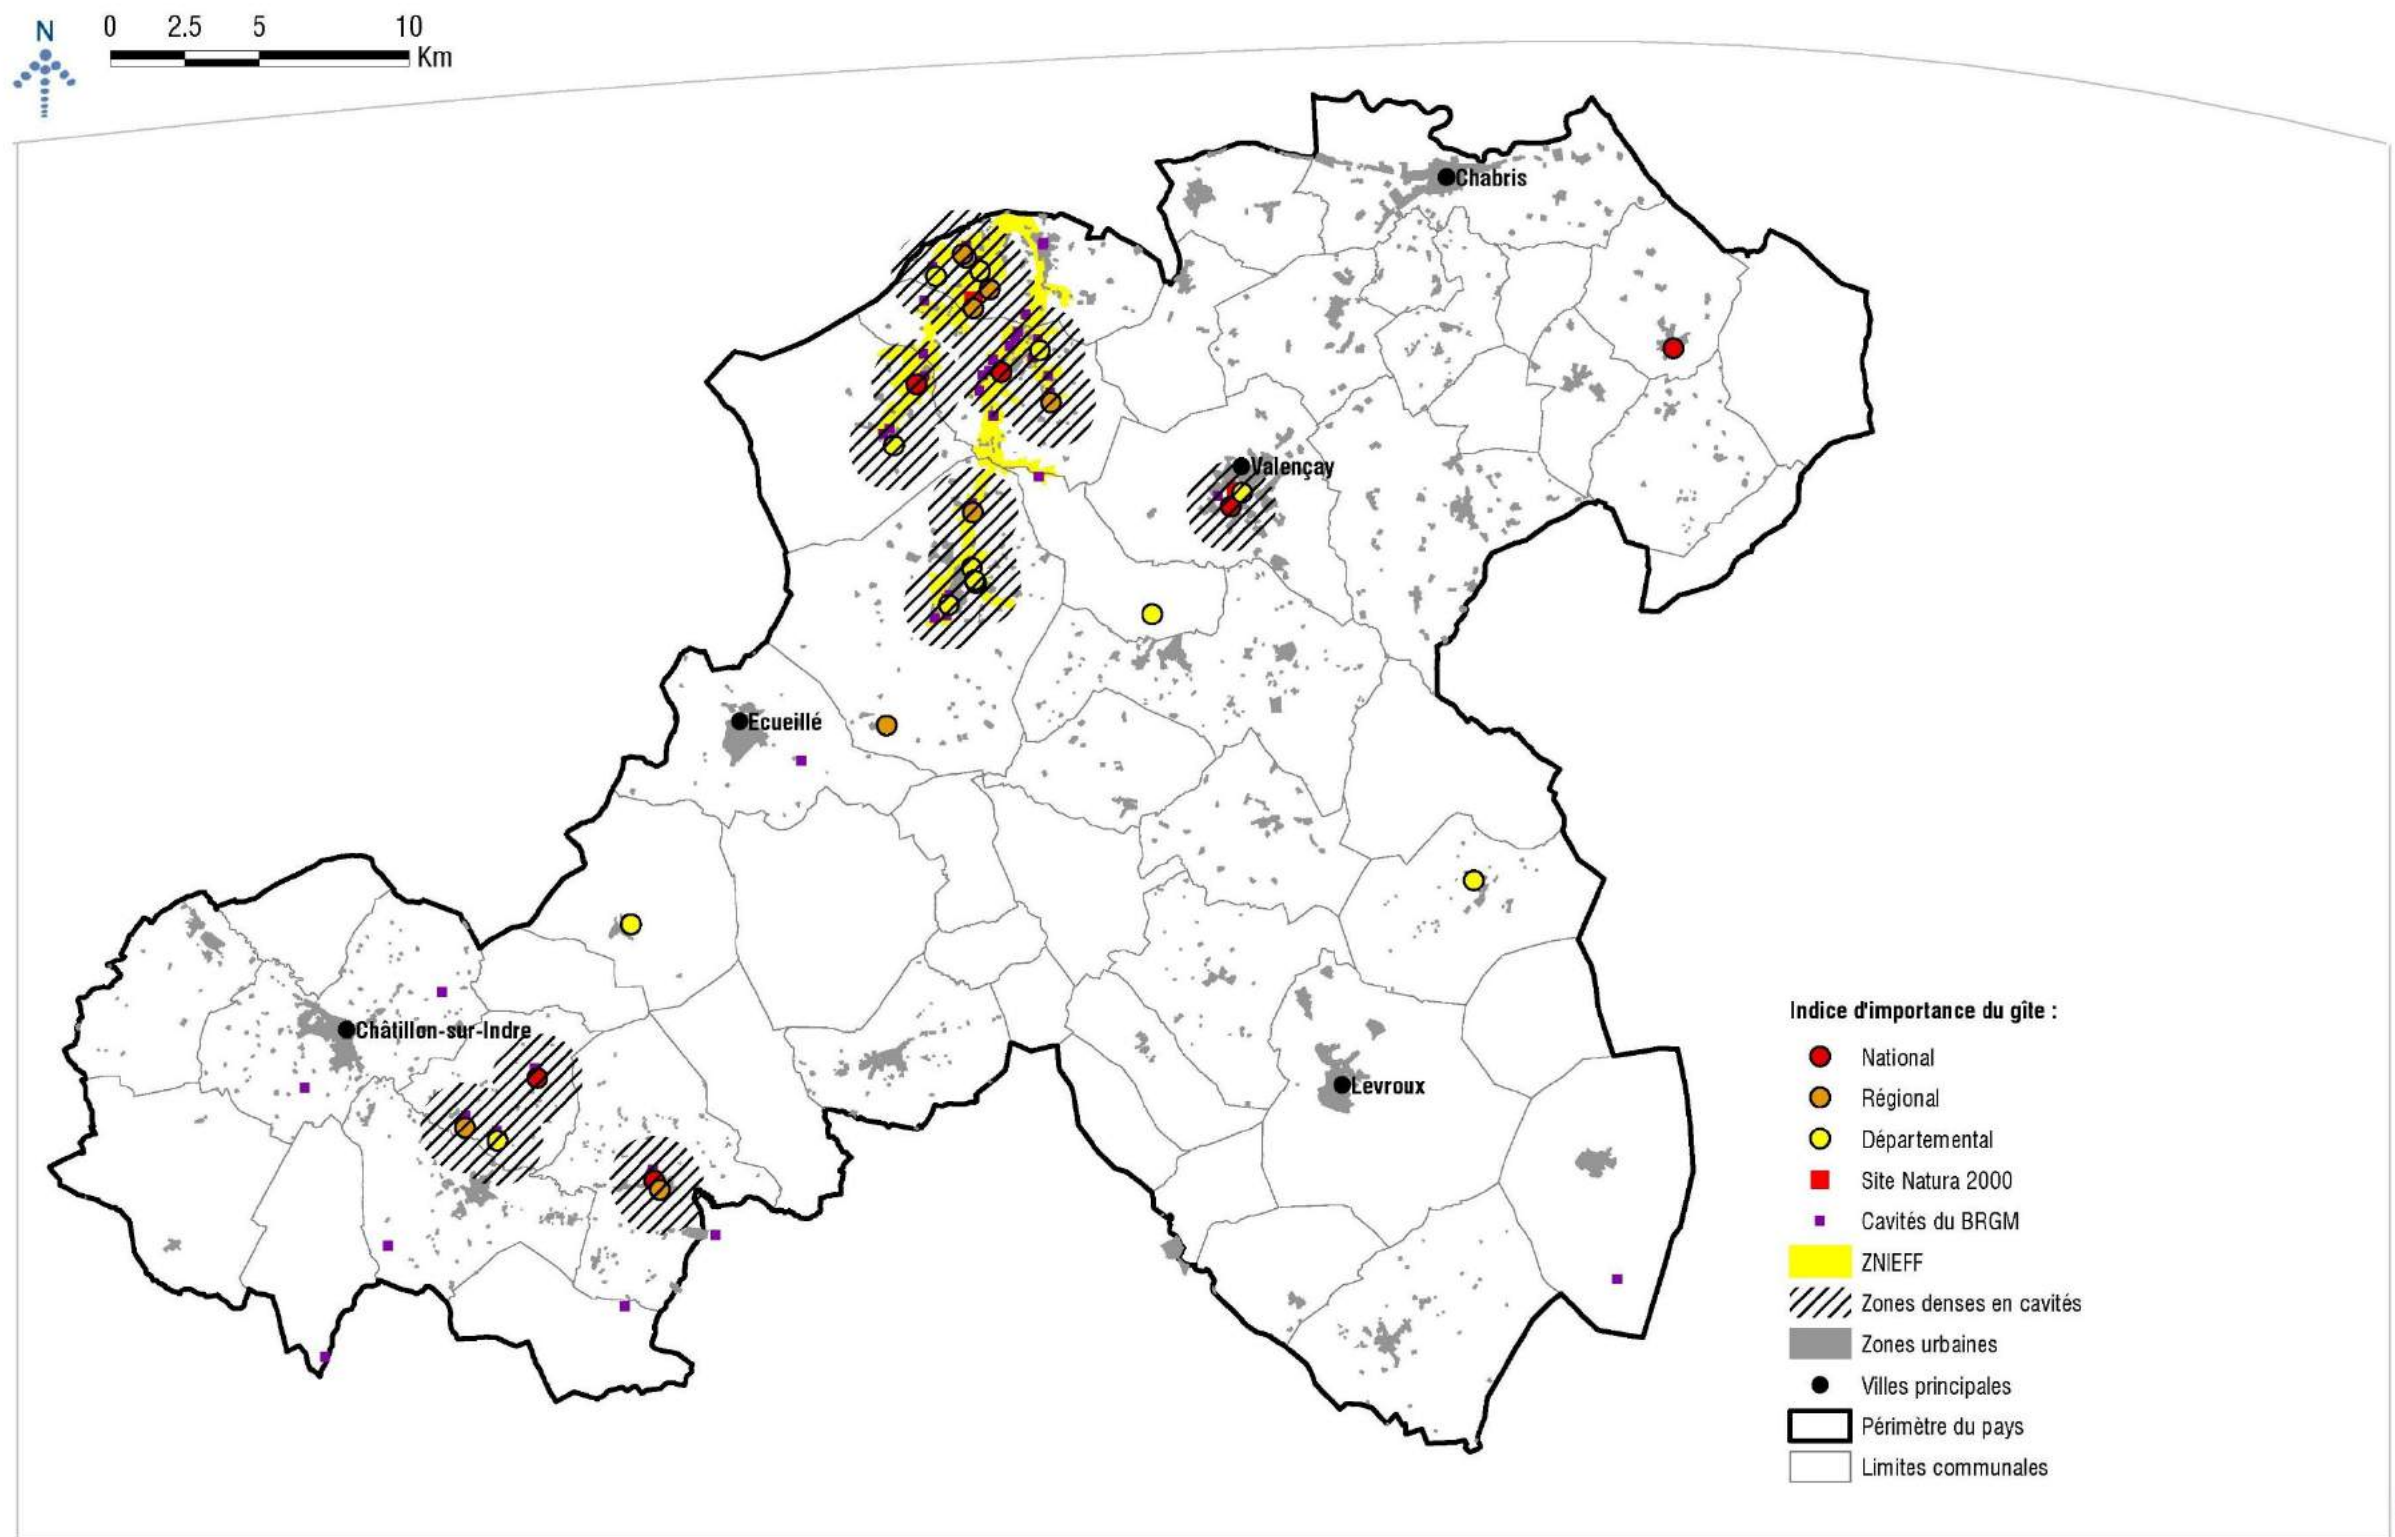 N
0 2.5 5 10
Km
Chabris
Valençay
Ecueillé
Châtillon-sur-Indre
Levroux
Indice d'importance du gîte :
National
Régional
Départemental
Site Natura 2000
Cavités du BRGM
ZNIEFF
Zones denses en cavités
Zones urbaines
Villes principales
Périmètre du pays
Limites communales